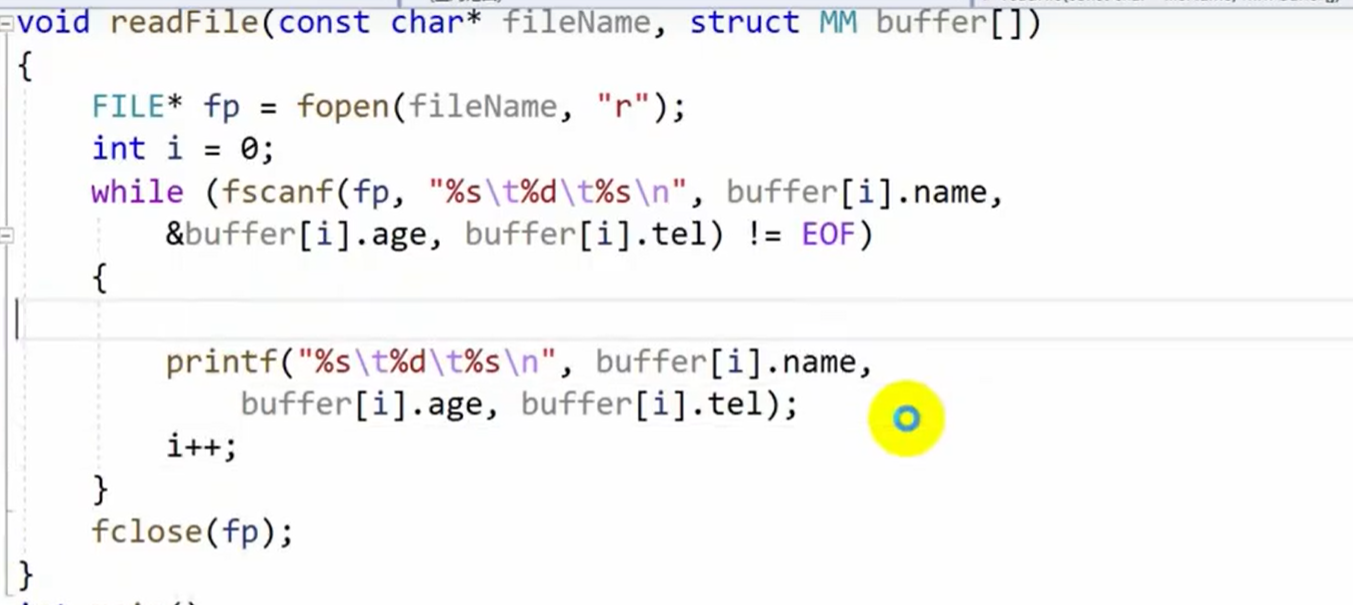 void readFile(const char* fileName, struct MM buffer[])
{
FILE* fp = fopen(fileName, "r");
int i = 0;
while (fscanf(fp, "%s\t%d\t%s\n", buffer[i].name,
&buffer[i].age, buffer[i].tel) != EOF)
{
printf("%s\t%d\t%s\n", buffer[i].name,
buffer[i].age, buffer[i].tel);
i++;
}
fclose(fp);
}